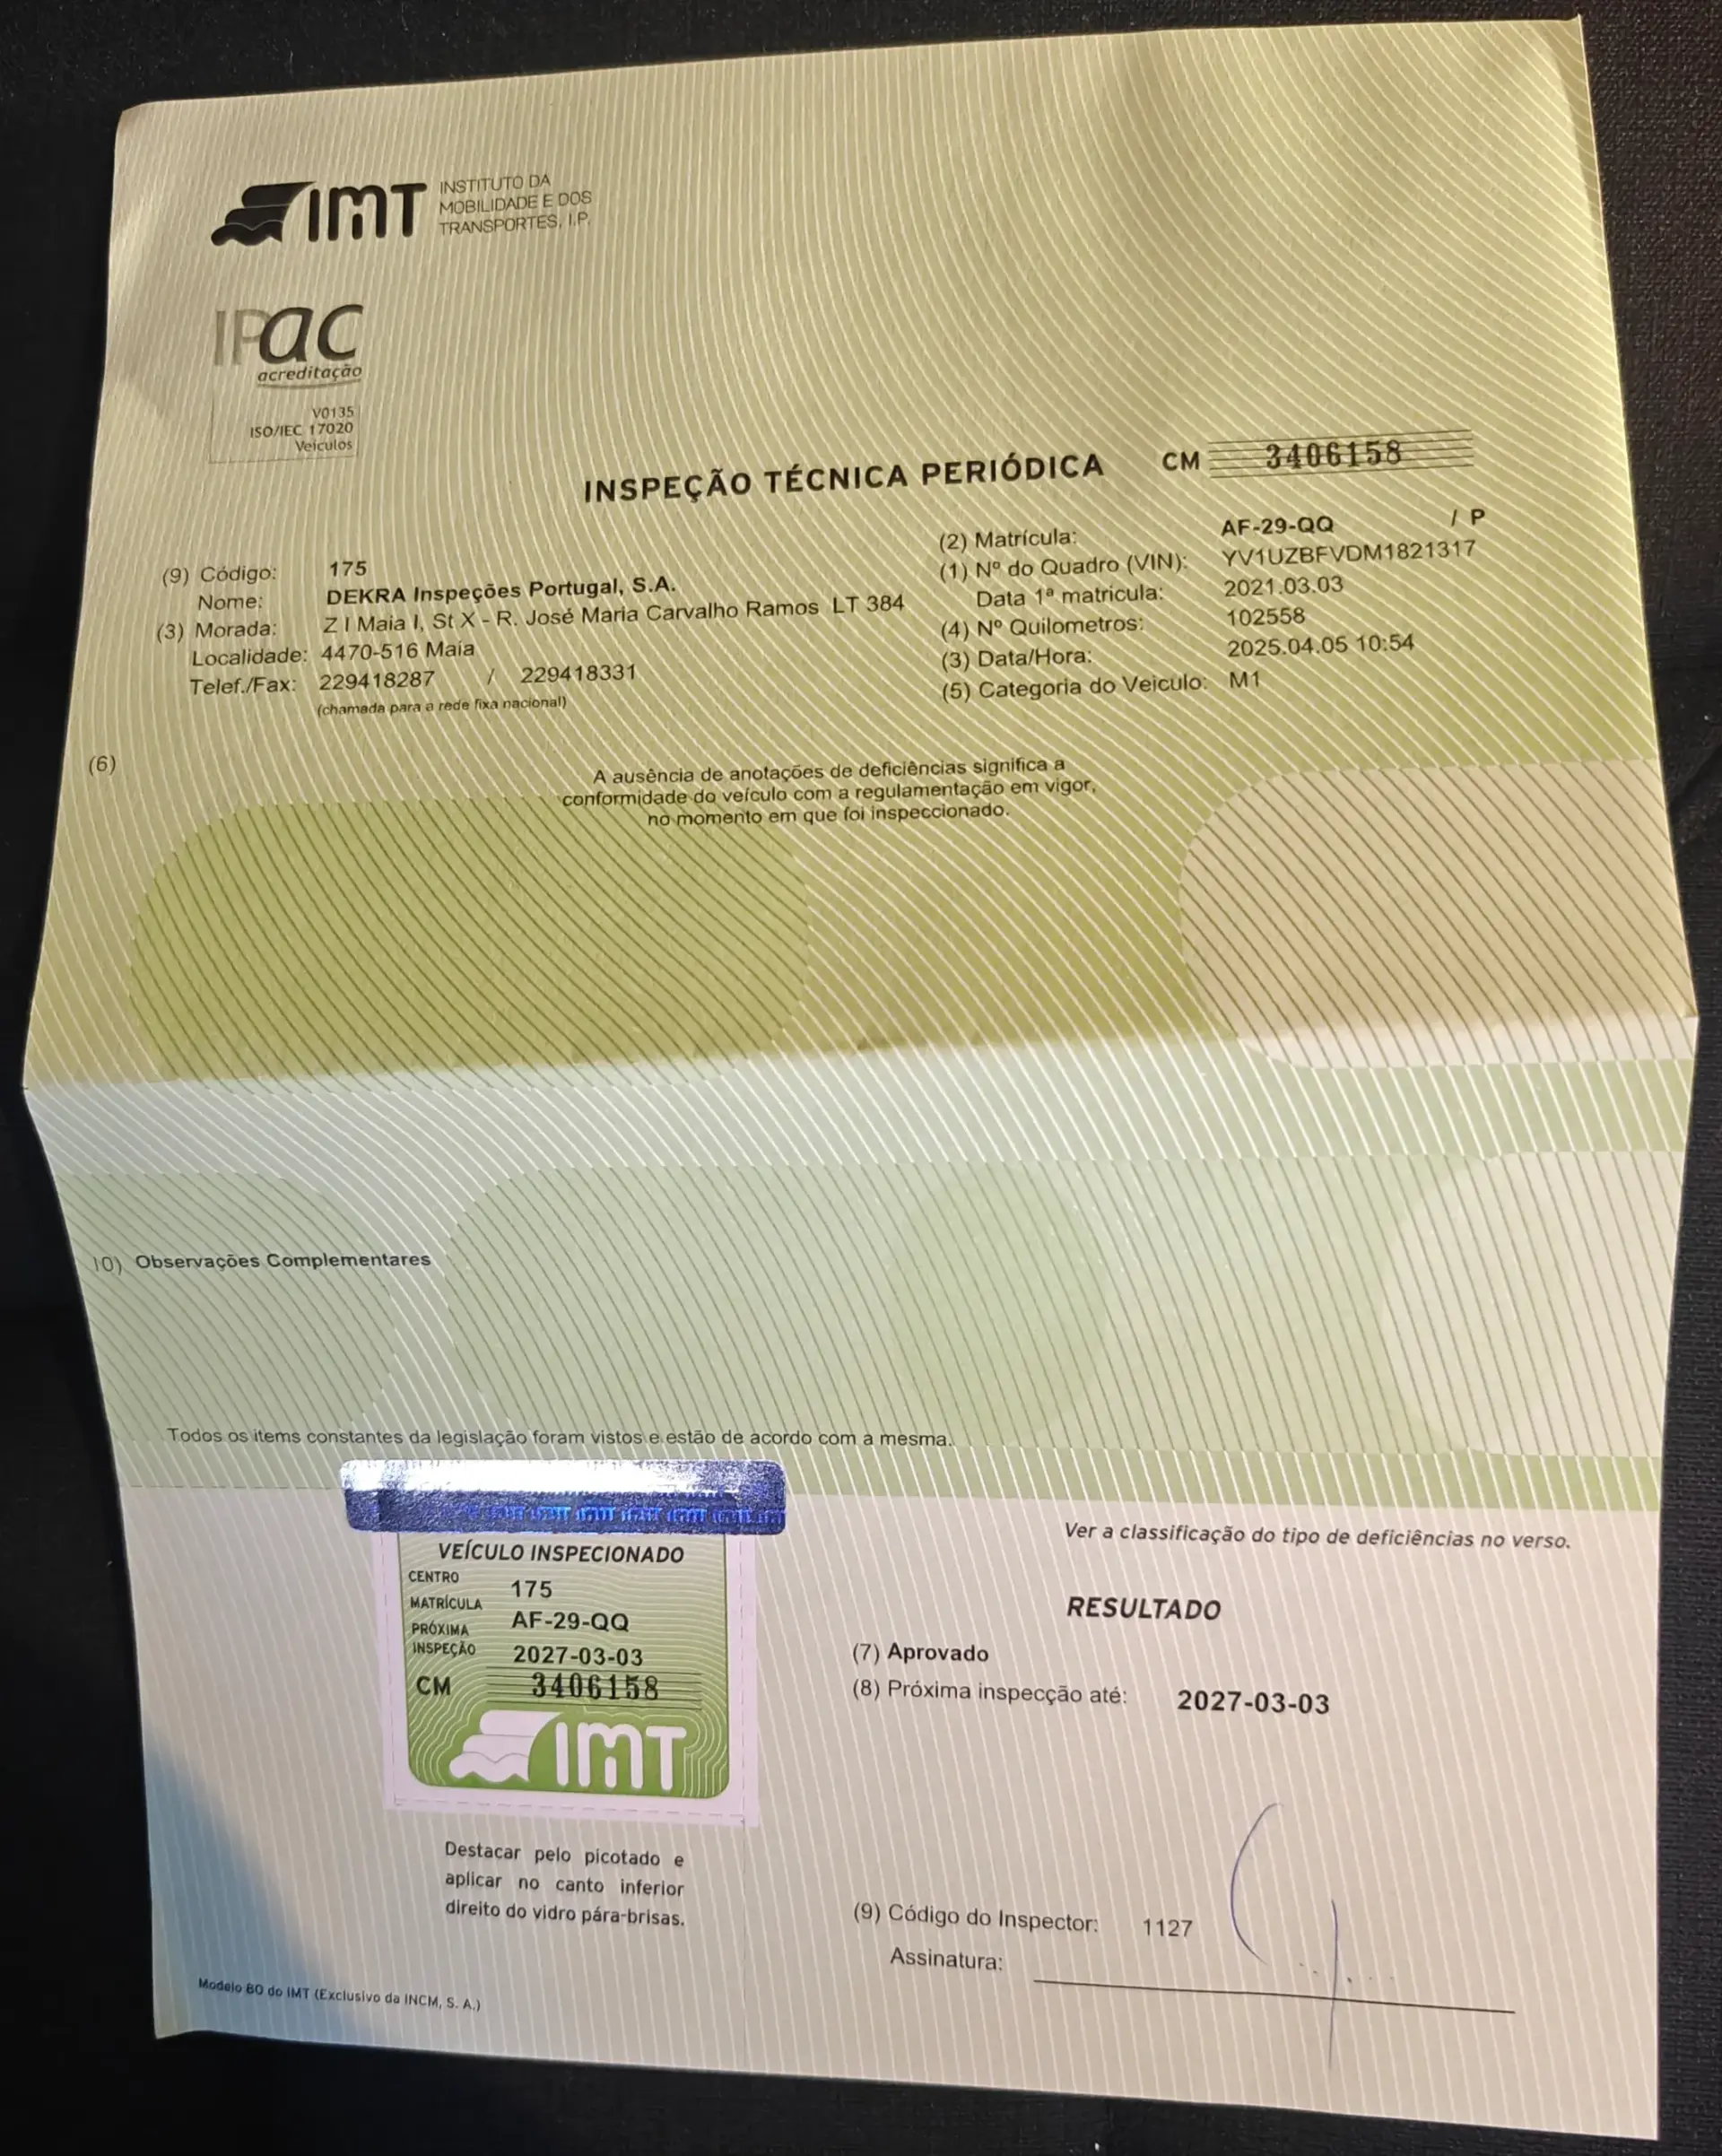 IMT INSTITUTO DA
MOBILIDADE E DOS
TRANSPORTES, I.P.
IPac
acreditação
V0135
ISO/IEC 17020
Veículos
INSPEÇÃO TÉCNICA PERIÓDICA CM 3406158
(9) Código: 175
Nome: DEKRA Inspeções Portugal, S.A.
(3) Morada: Z I Maia I, St X - R. José Maria Carvalho Ramos LT 384
Localidade: 4470-516 Maia
Telef./Fax: 229418287 / 229418331
(chamada para a rede fixa nacional)
(2) Matrícula: AF-29-QQ / P
(1) Nº do Quadro (VIN): YV1UZBFVDM1821317
Data 1ª matricula: 2021.03.03
(4) Nº Quilometros: 102558
(3) Data/Hora: 2025.04.05 10:54
(5) Categoria do Veiculo: M1
(6)
A ausência de anotações de deficiências significa a
conformidade do veículo com a regulamentação em vigor,
no momento em que foi inspeccionado.
10) Observações Complementares
Todos os items constantes da legislação foram vistos e estão de acordo com a mesma.
IMT IMT IMT IMT
VEÍCULO INSPECIONADO
CENTRO 175
MATRÍCULA AF-29-QQ
PRÓXIMA
INSPEÇÃO 2027-03-03
CM 3406158
IMT
Destacar pelo picotado e
aplicar no canto inferior
direito do vidro pára-brisas.
Ver a classificação do tipo de deficiências no verso.
RESULTADO
(7) Aprovado
(8) Próxima inspecção até: 2027-03-03
(9) Código do Inspector: 1127
Assinatura:
Modelo 80 do IMT (Exclusivo da INCM, S. A.)